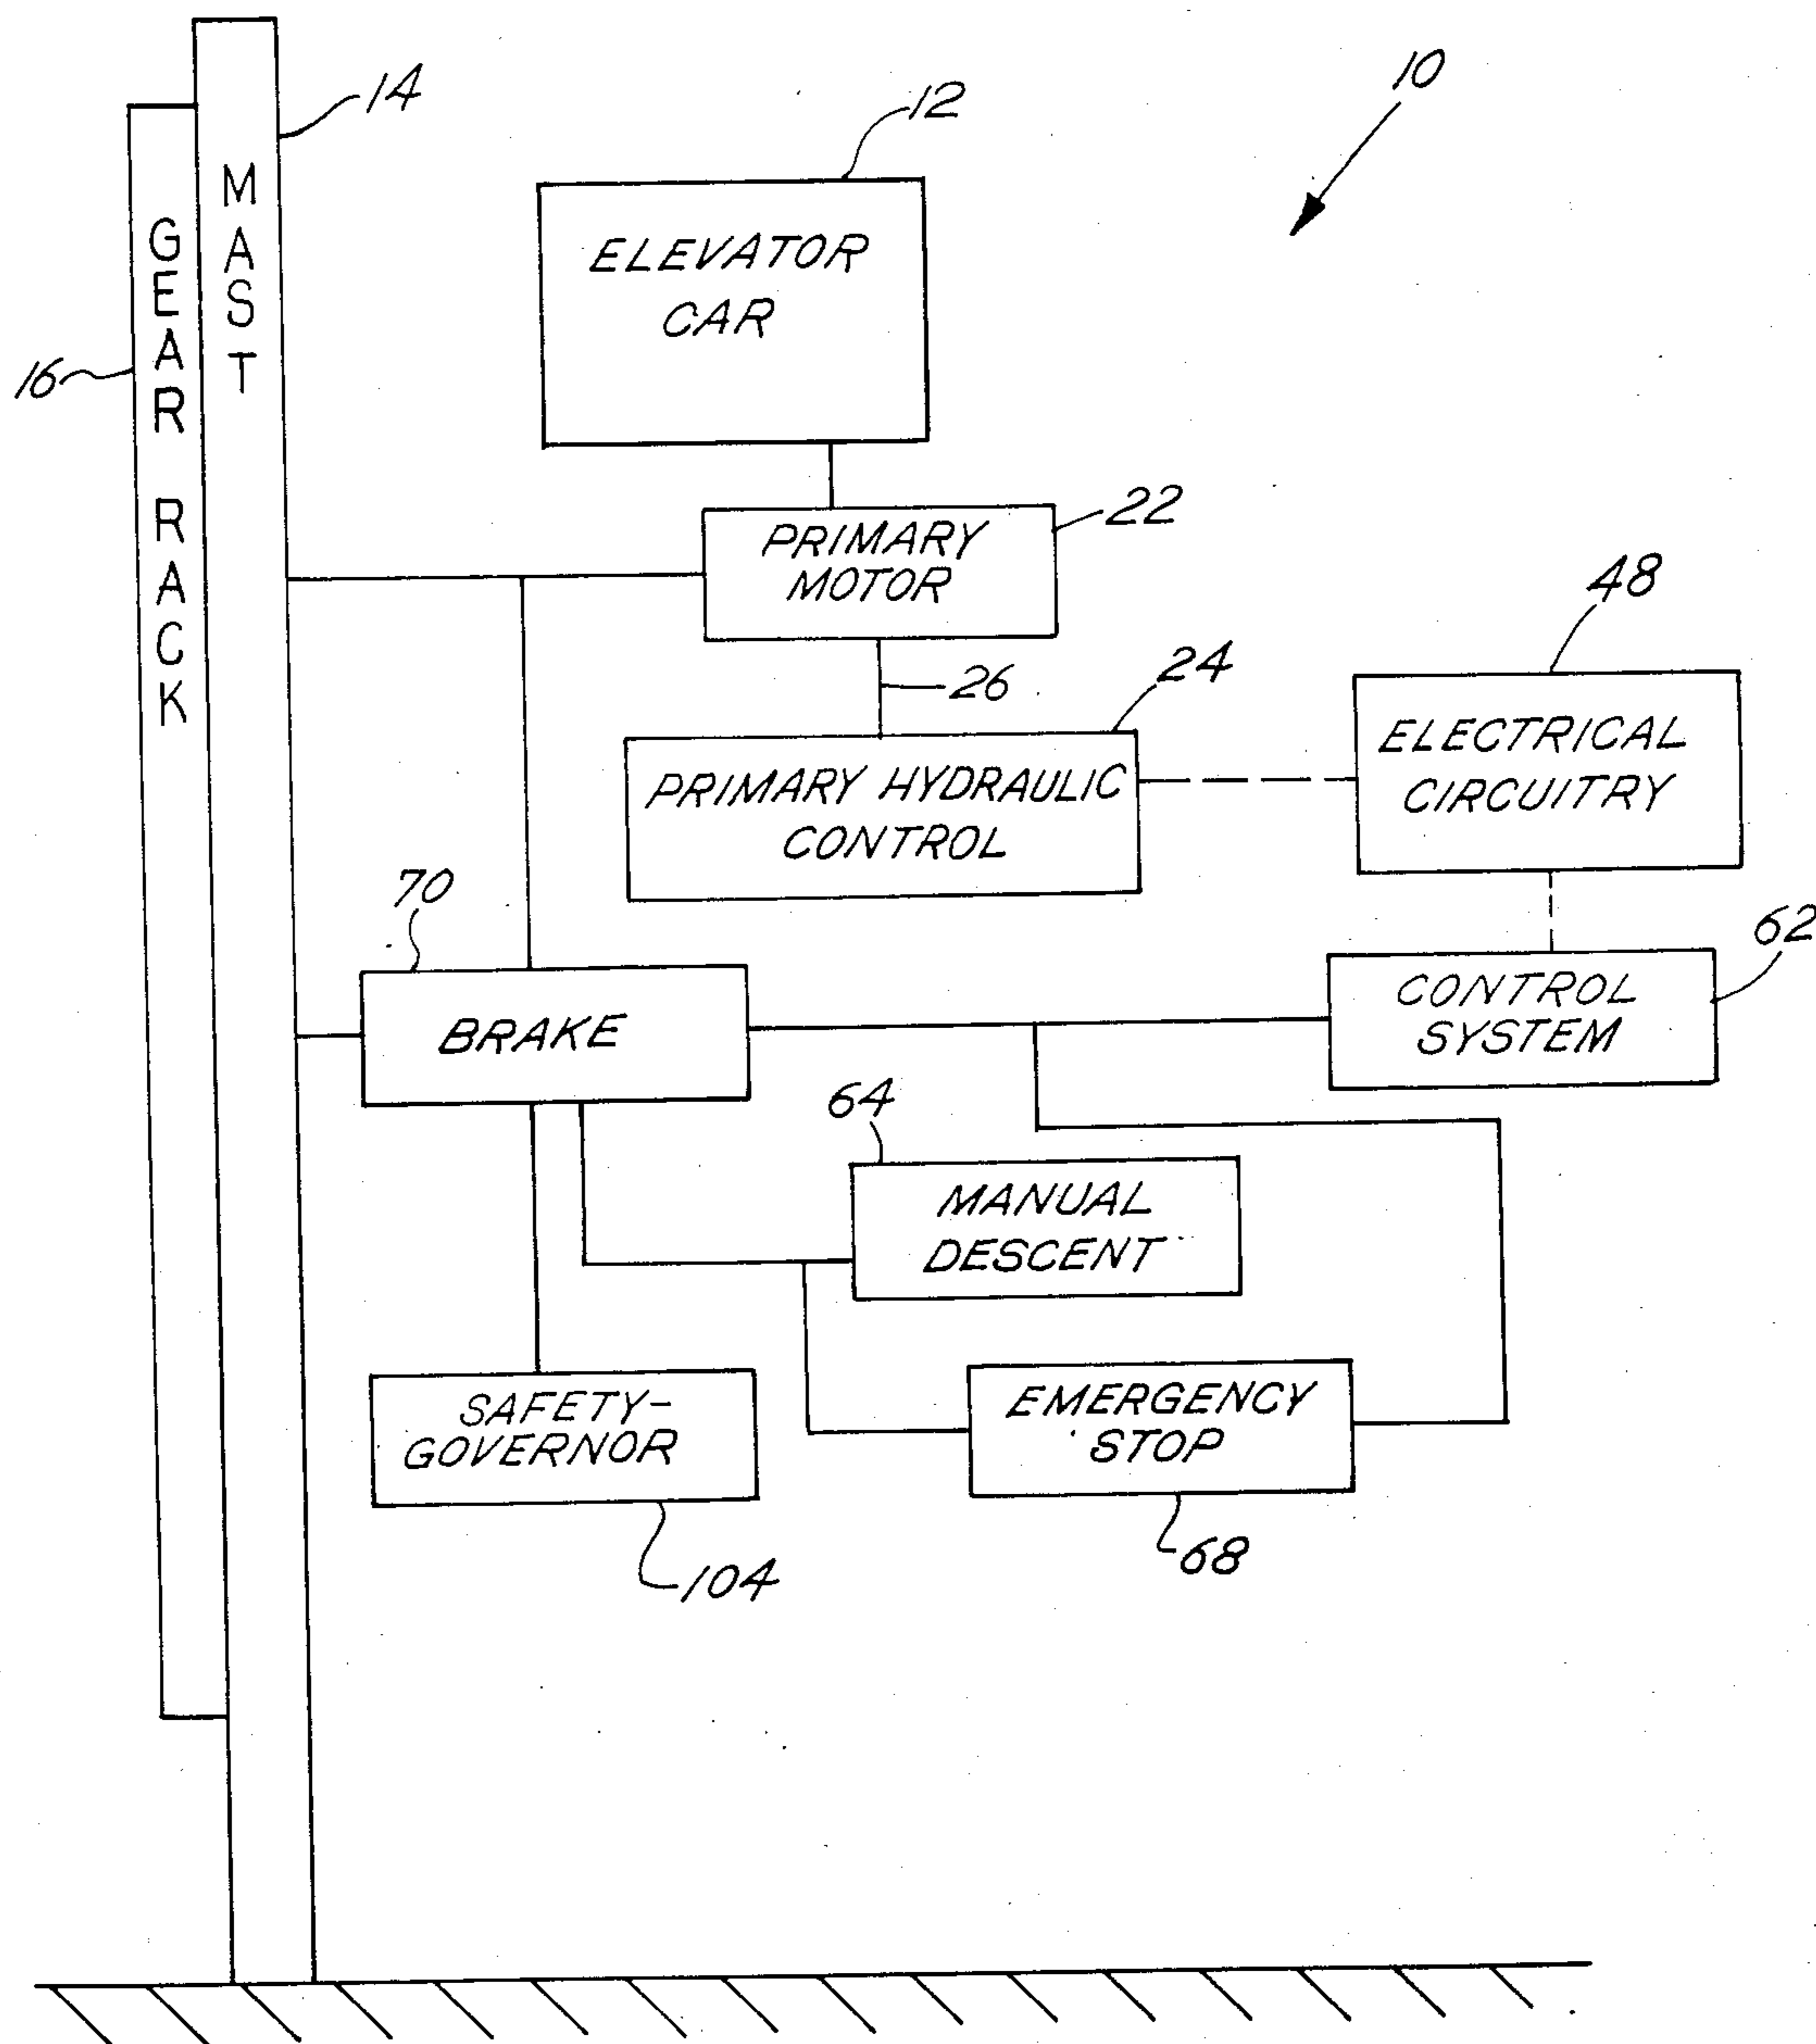 10
14
12
MAST
GEAR RACK
16
ELEVATOR
CAR
22
PRIMARY
MOTOR
48
26
24
ELECTRICAL
CIRCUITRY
PRIMARY HYDRAULIC
CONTROL
70
62
CONTROL
SYSTEM
BRAKE
64
MANUAL
DESCENT
EMERGENCY
STOP
SAFETY-
GOVERNOR
68
104